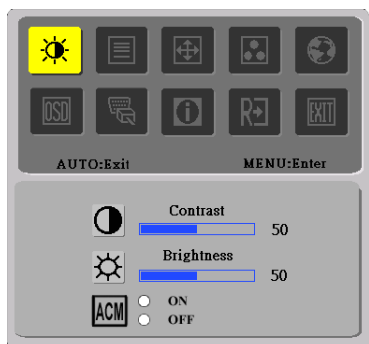 OSD
R
EXIT
AUTO:Exit MENU:Enter
Contrast
50
Brightness
50
ACM ON
OFF